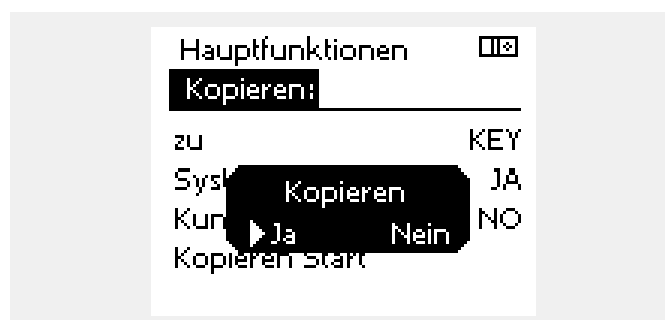 Hauptfunktionen
Kopieren:
zu KEY
JA
Kopieren
NO
Ja Nein
Kopieren Start